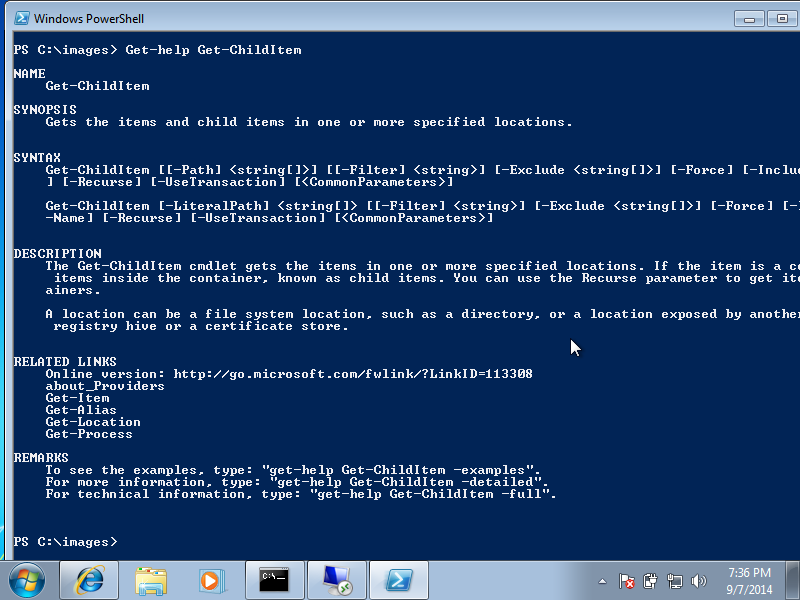 Windows PowerShell
PS C:\images> Get-help Get-ChildItem
NAME
Get-ChildItem
SYNOPSIS
Gets the items and child items in one or more specified locations.
SYNTAX
Get-ChildItem [[-Path] <string[]>] [[-Filter] <string>] [-Exclude <string[]>] [-Force] [-Inclu
] [-Recurse] [-UseTransaction] [<CommonParameters>]
Get-ChildItem [-LiteralPath] <string[]> [[-Filter] <string>] [-Exclude <string[]>] [-Force] [-I
-Name] [-Recurse] [-UseTransaction] [<CommonParameters>]
DESCRIPTION
The Get-ChildItem cmdlet gets the items in one or more specified locations. If the item is a co
items inside the container, known as child items. You can use the Recurse parameter to get ite
ainers.
A location can be a file system location, such as a directory, or a location exposed by another
registry hive or a certificate store.
RELATED LINKS
Online version: http://go.microsoft.com/fwlink/?LinkID=113308
about_Providers
Get-Item
Get-Alias
Get-Location
Get-Process
REMARKS
To see the examples, type: "get-help Get-ChildItem -examples".
For more information, type: "get-help Get-ChildItem -detailed".
For technical information, type: "get-help Get-ChildItem -full".
PS C:\images>
C:\_
7:36 PM
9/7/2014